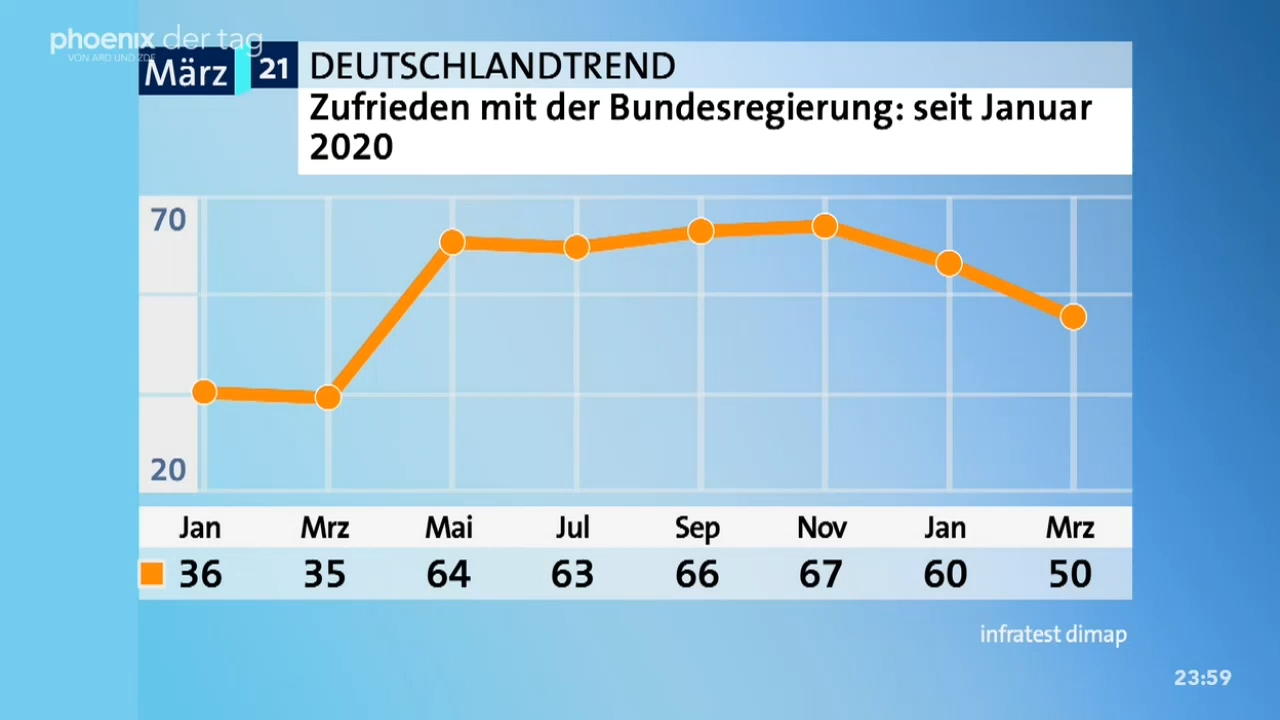 phoenix der tag
VON ARD UND ZDF
März 21
DEUTSCHLANDTREND
Zufrieden mit der Bundesregierung: seit Januar
2020
70
20
Jan Mrz Mai Jul Sep Nov Jan Mrz
36 35 64 63 66 67 60 50
infratest dimap
23:59